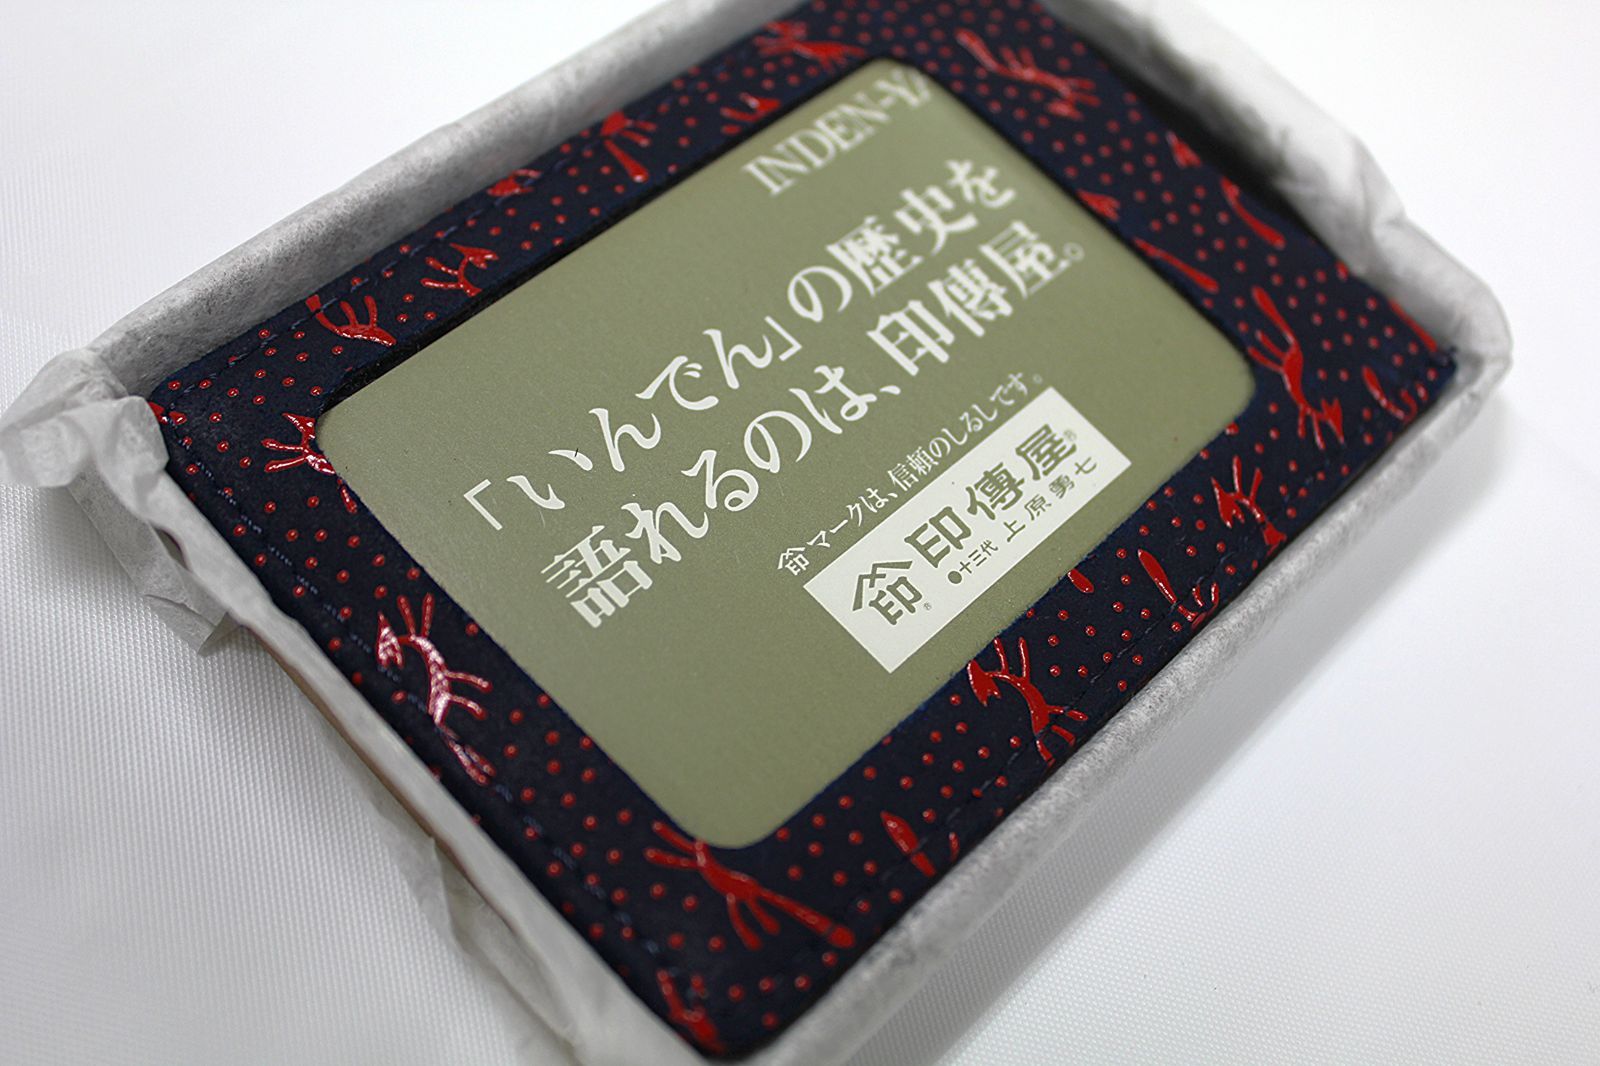 INDEN-YA
「いんでん」の歴史を
語れるのは、印傳屋。
マークは、信頼のしるしです。
印傳屋®
®
●十三代 上原勇七